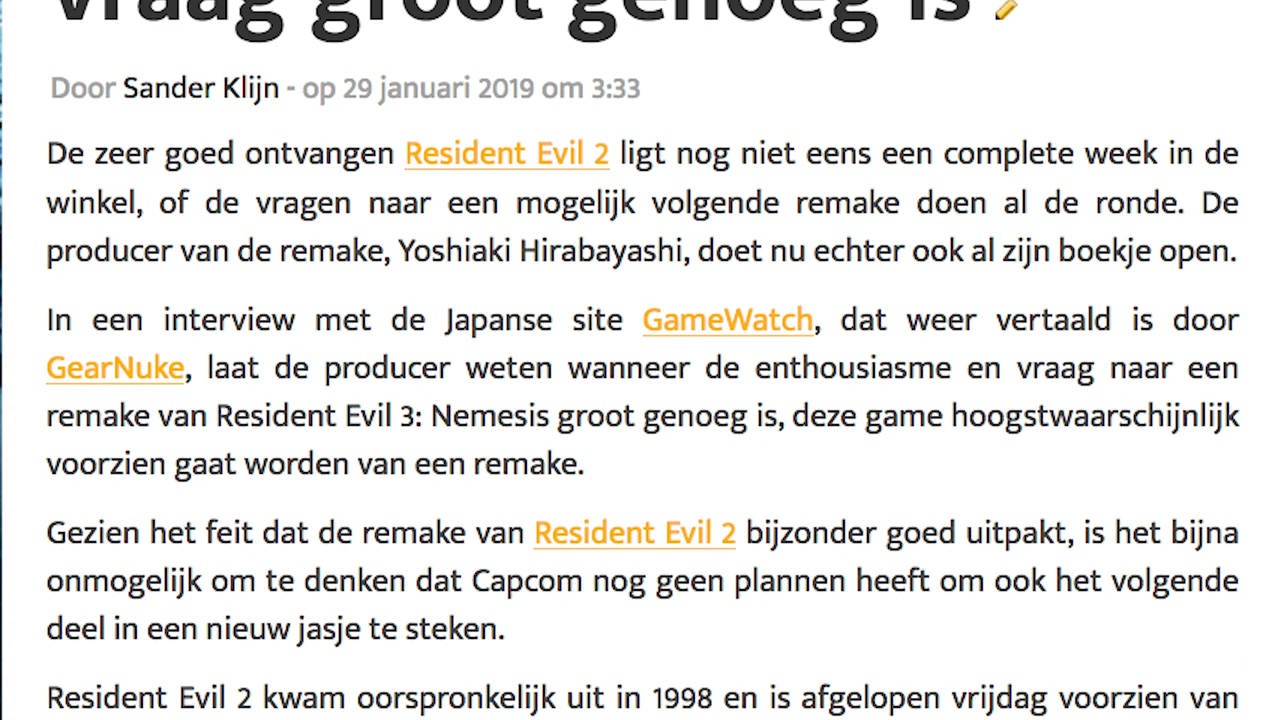 vraag groot genoeg is
Door Sander Klijn - op 29 januari 2019 om 3:33
De zeer goed ontvangen Resident Evil 2 ligt nog niet eens een complete week in de
winkel, of de vragen naar een mogelijk volgende remake doen al de ronde. De
producer van de remake, Yoshiaki Hirabayashi, doet nu echter ook al zijn boekje open.
In een interview met de Japanse site GameWatch, dat weer vertaald is door
GearNuke, laat de producer weten wanneer de enthousiasme en vraag naar een
remake van Resident Evil 3: Nemesis groot genoeg is, deze game hoogstwaarschijnlijk
voorzien gaat worden van een remake.
Gezien het feit dat de remake van Resident Evil 2 bijzonder goed uitpakt, is het bijna
onmogelijk om te denken dat Capcom nog geen plannen heeft om ook het volgende
deel in een nieuw jasje te steken.
Resident Evil 2 kwam oorspronkelijk uit in 1998 en is afgelopen vrijdag voorzien van